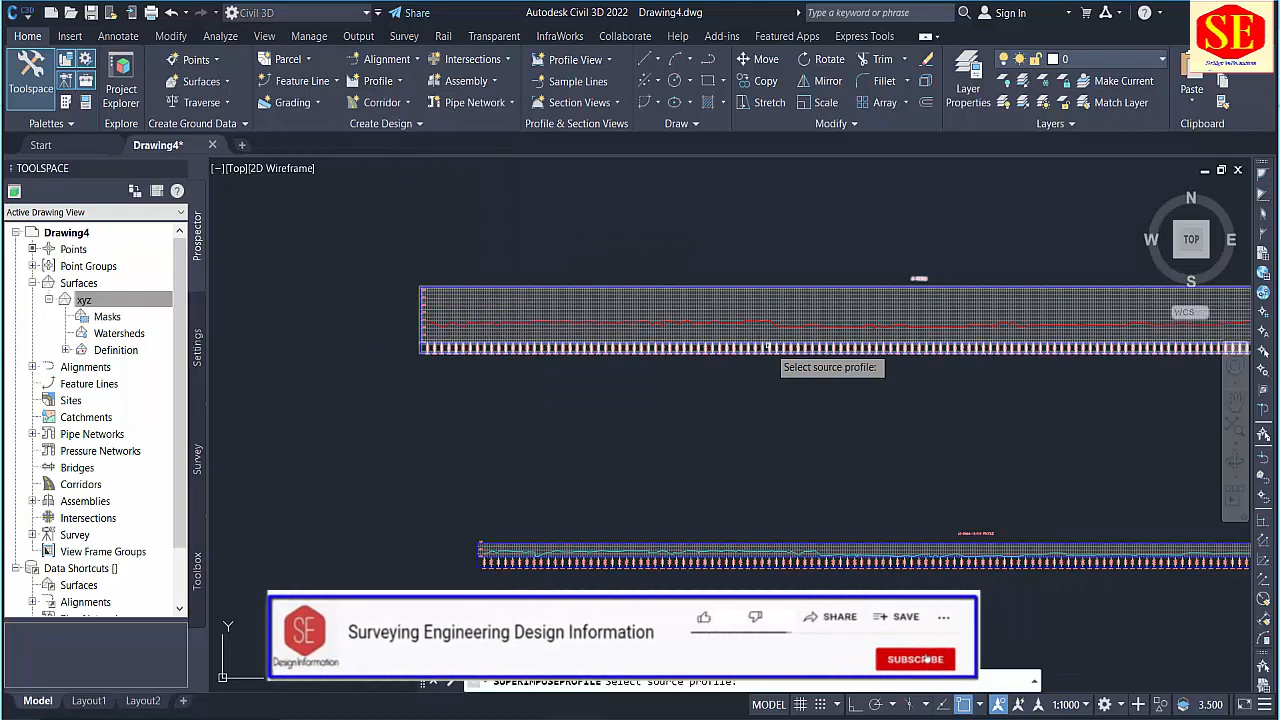 C3D
Civil 3D
Share
Autodesk Civil 3D 2022 Drawing4.dwg
Type a keyword or phrase
Sign In
SE
Bridge information
Home Insert Annotate Modify Analyze View Manage Output Survey Rail Transparent InfraWorks Collaborate Help Add-ins Featured Apps Express Tools
Toolspace
Palettes
Project
Explorer
Explore
Points
Surfaces
Traverse
Create Ground Data
Parcel
Feature Line
Grading
Alignment
Profile
Corridor
Intersections
Assembly
Pipe Network
Create Design
Profile View
Sample Lines
Section Views
Profile & Section Views
Draw
Move Rotate Trim
Copy Mirror Fillet
Stretch Scale Array
Modify
Layer
Properties
0
Make Current
Match Layer
Layers
Paste
Clipboard
Start
Drawing4*
TOOLSPACE
Active Drawing View
Drawing4
Points
Point Groups
Surfaces
xyz
Masks
Watersheds
Definition
Alignments
Feature Lines
Sites
Catchments
Pipe Networks
Pressure Networks
Bridges
Corridors
Assemblies
Intersections
Survey
View Frame Groups
Data Shortcuts []
Surfaces
Alignments
Prospector
Settings
Survey
Toolbox
[−][Top][2D Wireframe]
N
W TOP E
S
WCS
Select source profile:
Y
SE
Design Information
Surveying Engineering Design Information
SHARE
SAVE
SUBSCRIBE
SUPERIMPOSEPROFILE Select source profile:
Model Layout1 Layout2
MODEL
1:1000
3.500